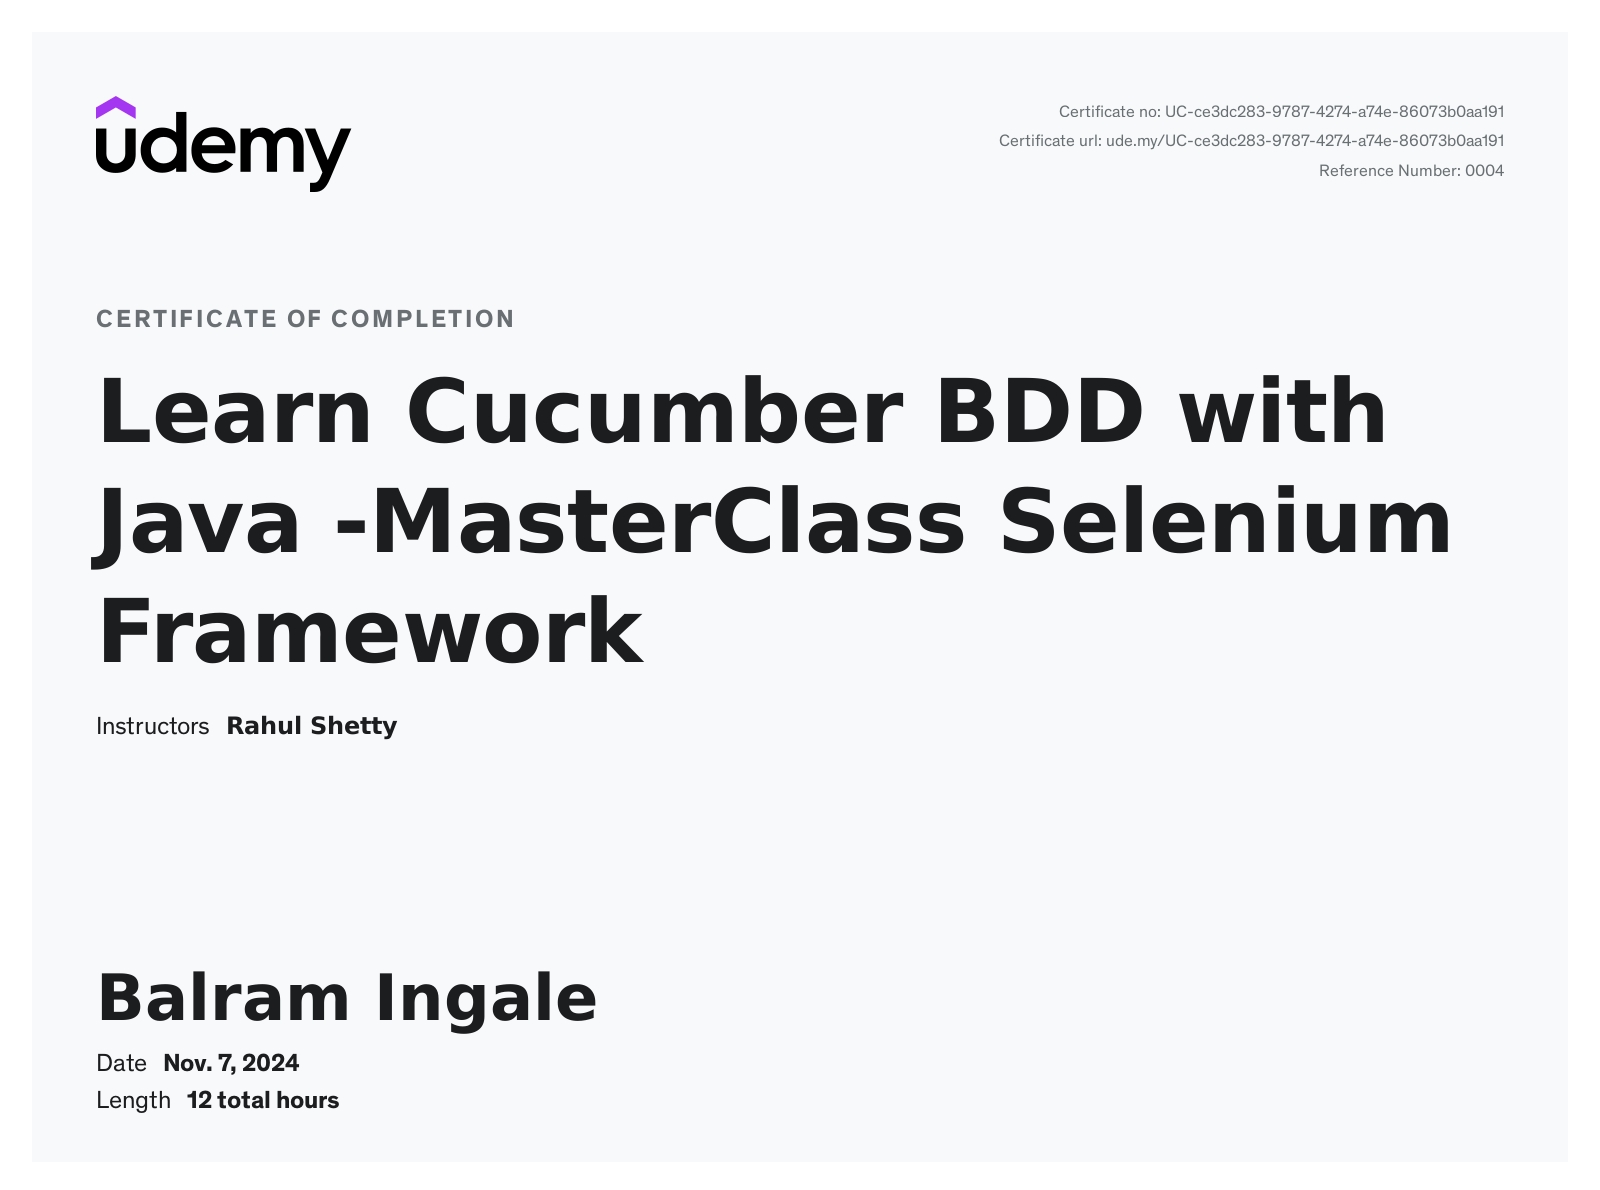 udemy
Certificate no: UC-ce3dc283-9787-4274-a74e-86073b0aa191
Certificate url: ude.my/UC-ce3dc283-9787-4274-a74e-86073b0aa191
Reference Number: 0004
CERTIFICATE OF COMPLETION
Learn Cucumber BDD with
Java -MasterClass Selenium
Framework
Instructors Rahul Shetty
Balram Ingale
Date Nov. 7, 2024
Length 12 total hours